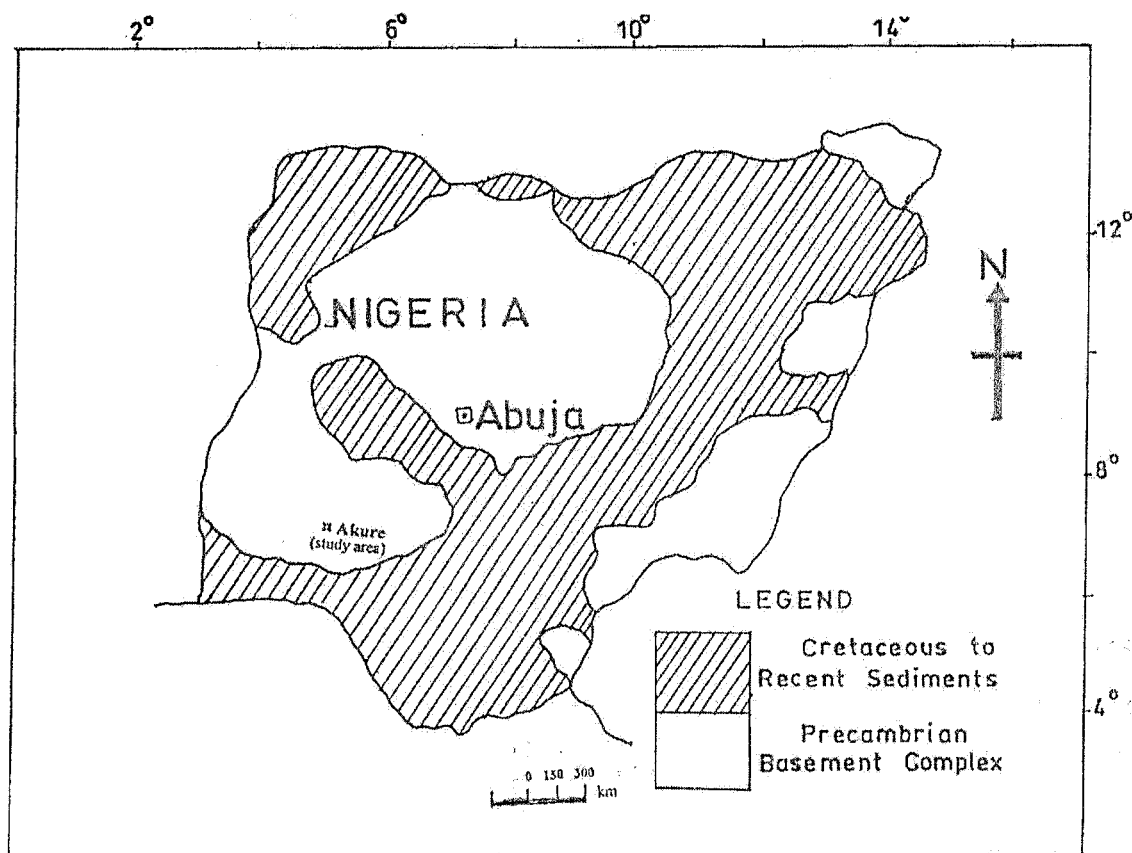 2° 6° 10° 14°
12°
N
NIGERIA
Abuja
8°
¤ Akure
(study area)
LEGEND
Cretaceous to
Recent Sediments
4°
Precambrian
Basement Complex
0 150 300
km